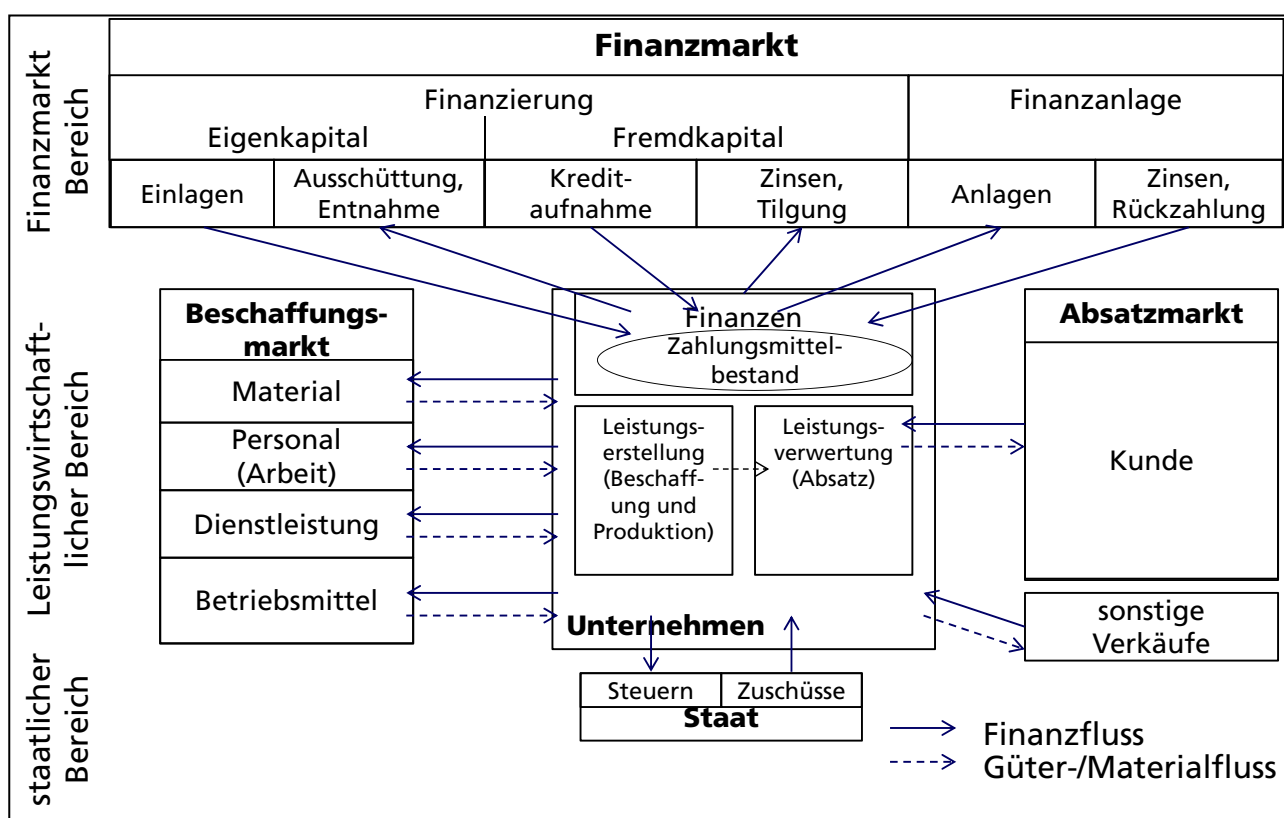 Finanzmarkt
Bereich
Finanzmarkt
Finanzierung
Finanzanlage
Eigenkapital
Fremdkapital
Einlagen
Ausschüttung,
Entnahme
Kredit-
aufnahme
Zinsen,
Tilgung
Anlagen
Zinsen,
Rückzahlung
Leistungswirtschaft-
licher Bereich
Beschaffungs-
markt
Material
Personal
(Arbeit)
Dienstleistung
Betriebsmittel
Finanzen
Zahlungsmittel-
bestand
Leistungs-
erstellung
(Beschaff-
ung und
Produktion)
Leistungs-
verwertung
(Absatz)
Unternehmen
Absatzmarkt
Kunde
sonstige
Verkäufe
staatlicher
Bereich
Steuern
Zuschüsse
Staat
Finanzfluss
Güter-/Materialfluss